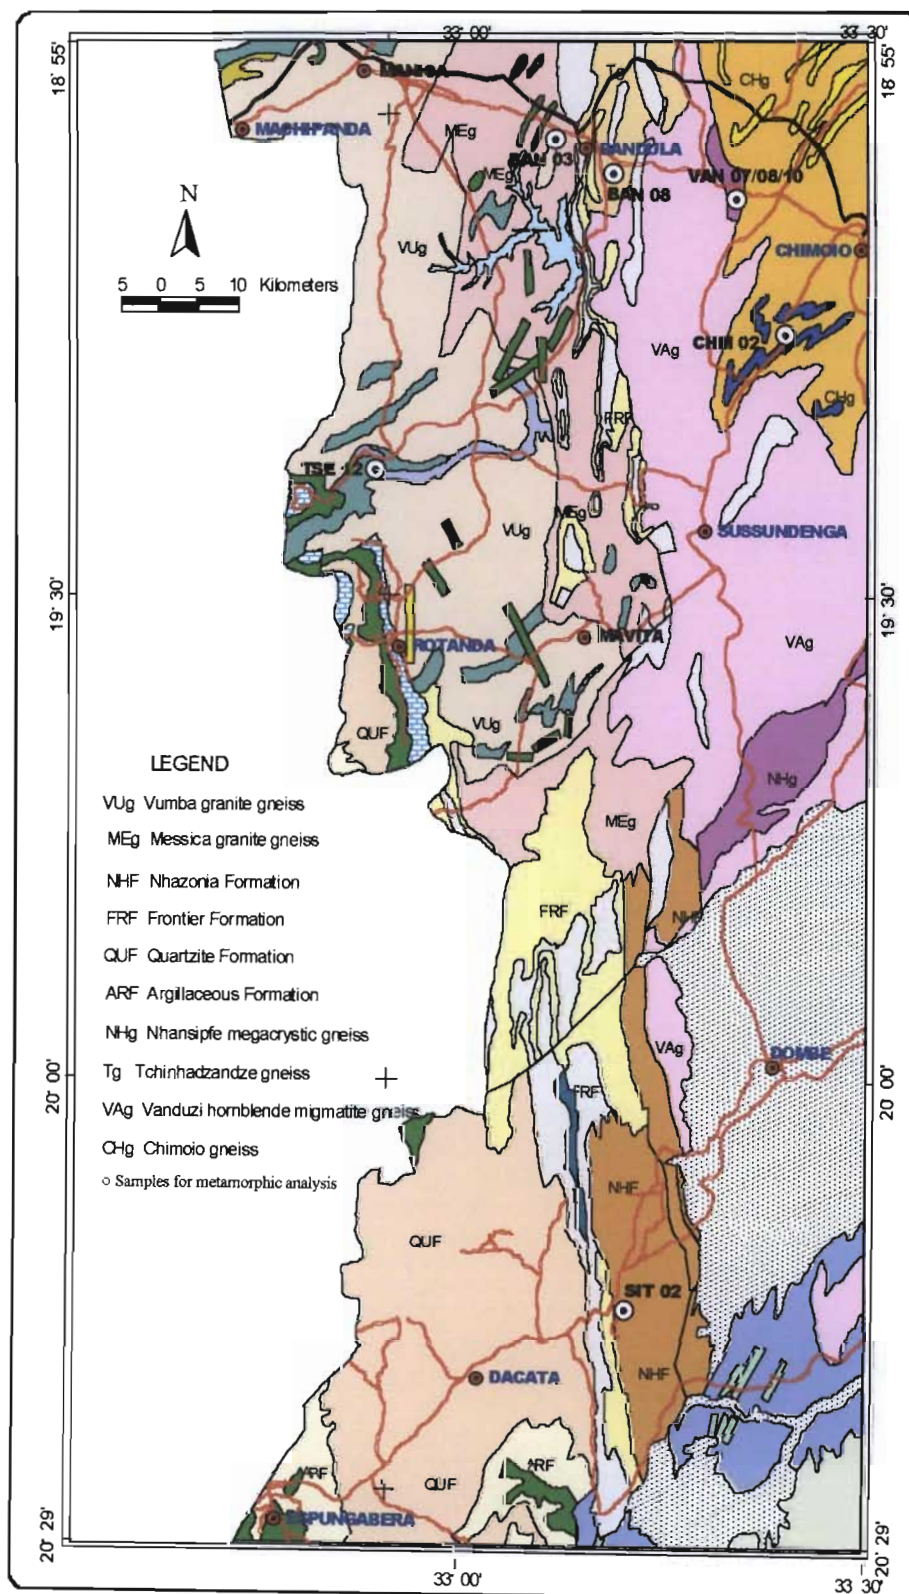 33° 00'
33° 30'
18° 55'
18° 55'
MANICA
Tg
CHg
MACHIPANDA
MEg
BAN 03
BANDULA
MEg
VAN 07/08/10
BAN 08
N
VUg
CHIMOIO
5 0 5 10 Kilometers
CHM 02
VAg
CHg
FRF
TSE 12
MEg
VUg
SUSSUNDENGA
19° 30'
19° 30'
MAVITA
ROTANDA
VAg
VUg
QUF
LEGEND
NHg
VUg Vumba granite gneiss
MEg
MEg Messica granite gneiss
NHF Nhazonia Formation
FRF Frontier Formation
FRF
NHF
QUF Quartzite Formation
ARF Argillaceous Formation
NHg Nhansipfe megacrystic gneiss
VAg
DOMBE
Tg Tchinhadzandze gneiss
20° 00'
20° 00'
FRF
VAg Vanduzi hornblende migmatite gneiss
CHg Chimoio gneiss
Samples for metamorphic analysis
NHF
QUF
SIT 02
DACATA
NHF
ARF
ARF
QUF
ESPUNGABERA
20° 29'
20° 29'
33° 00'
33° 30'